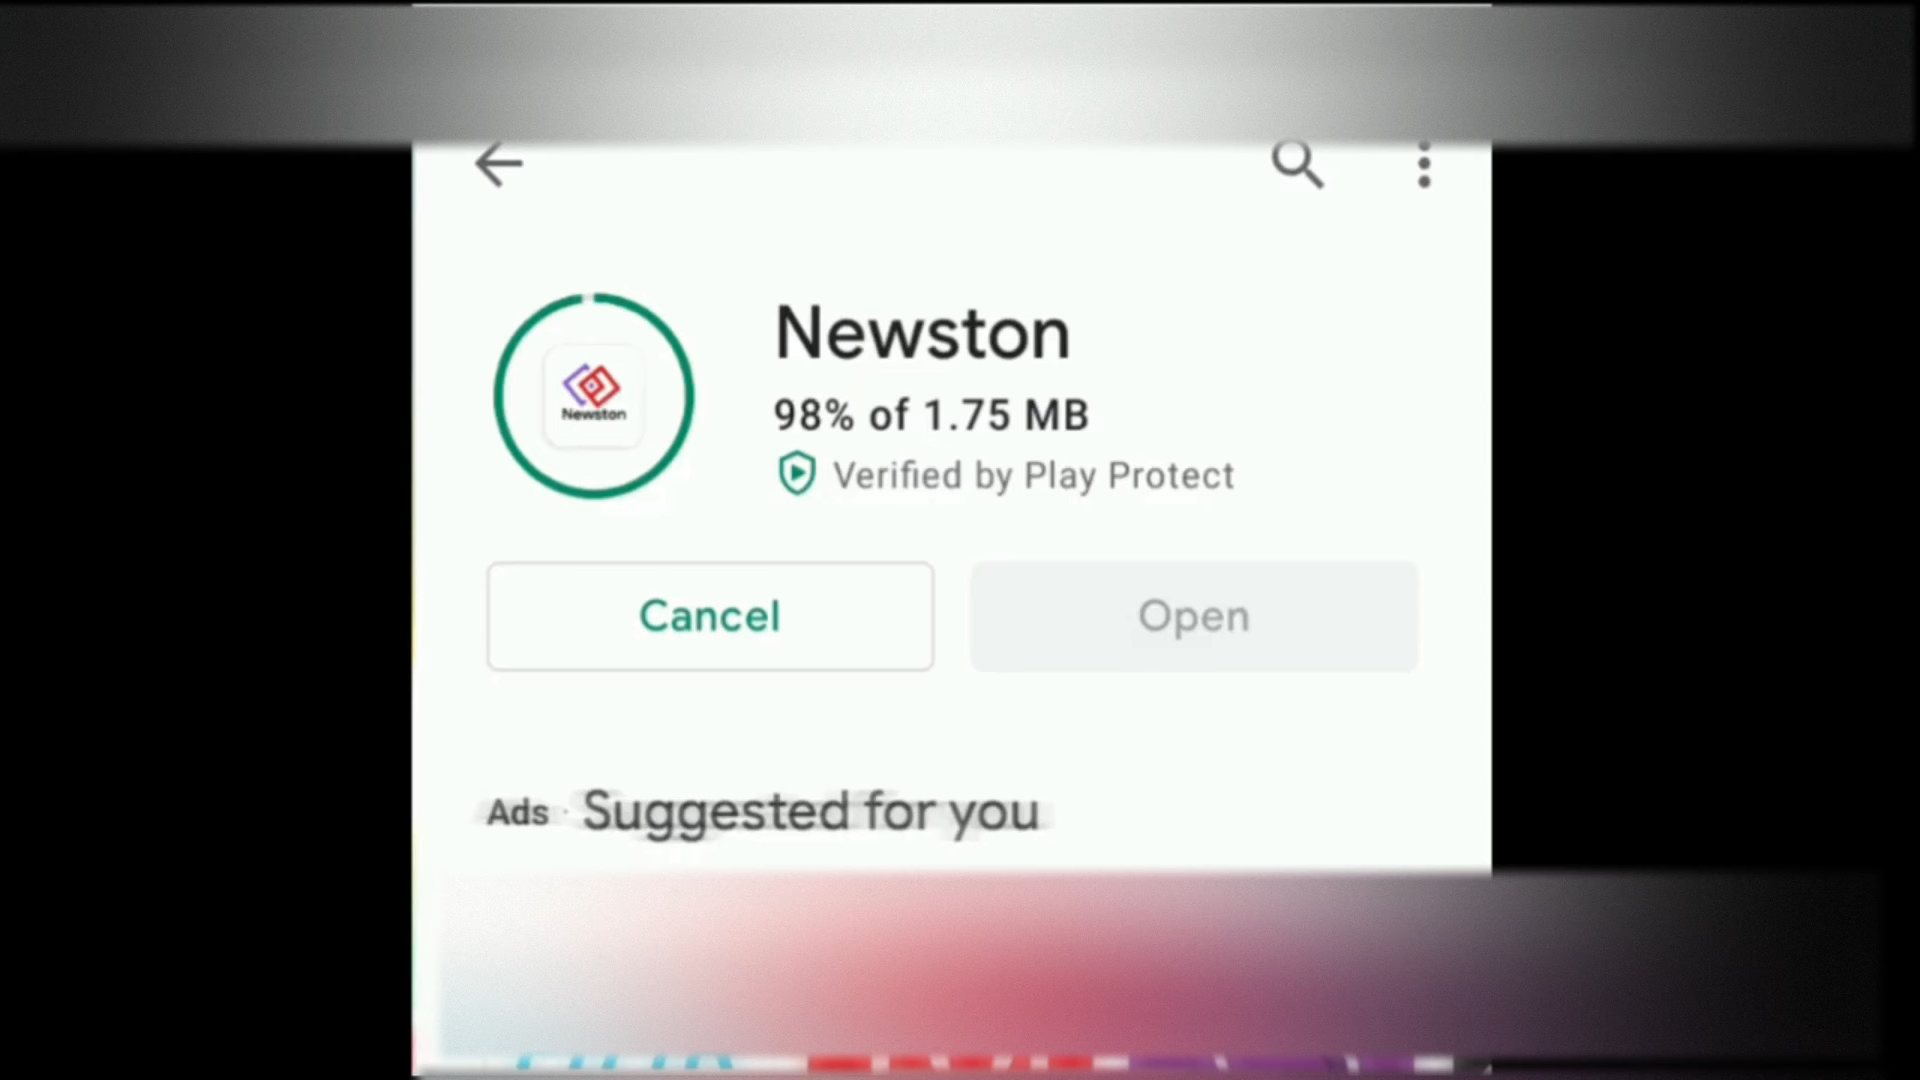 Newston
Newston
98% of 1.75 MB
Verified by Play Protect
Cancel
Open
Ads · Suggested for you